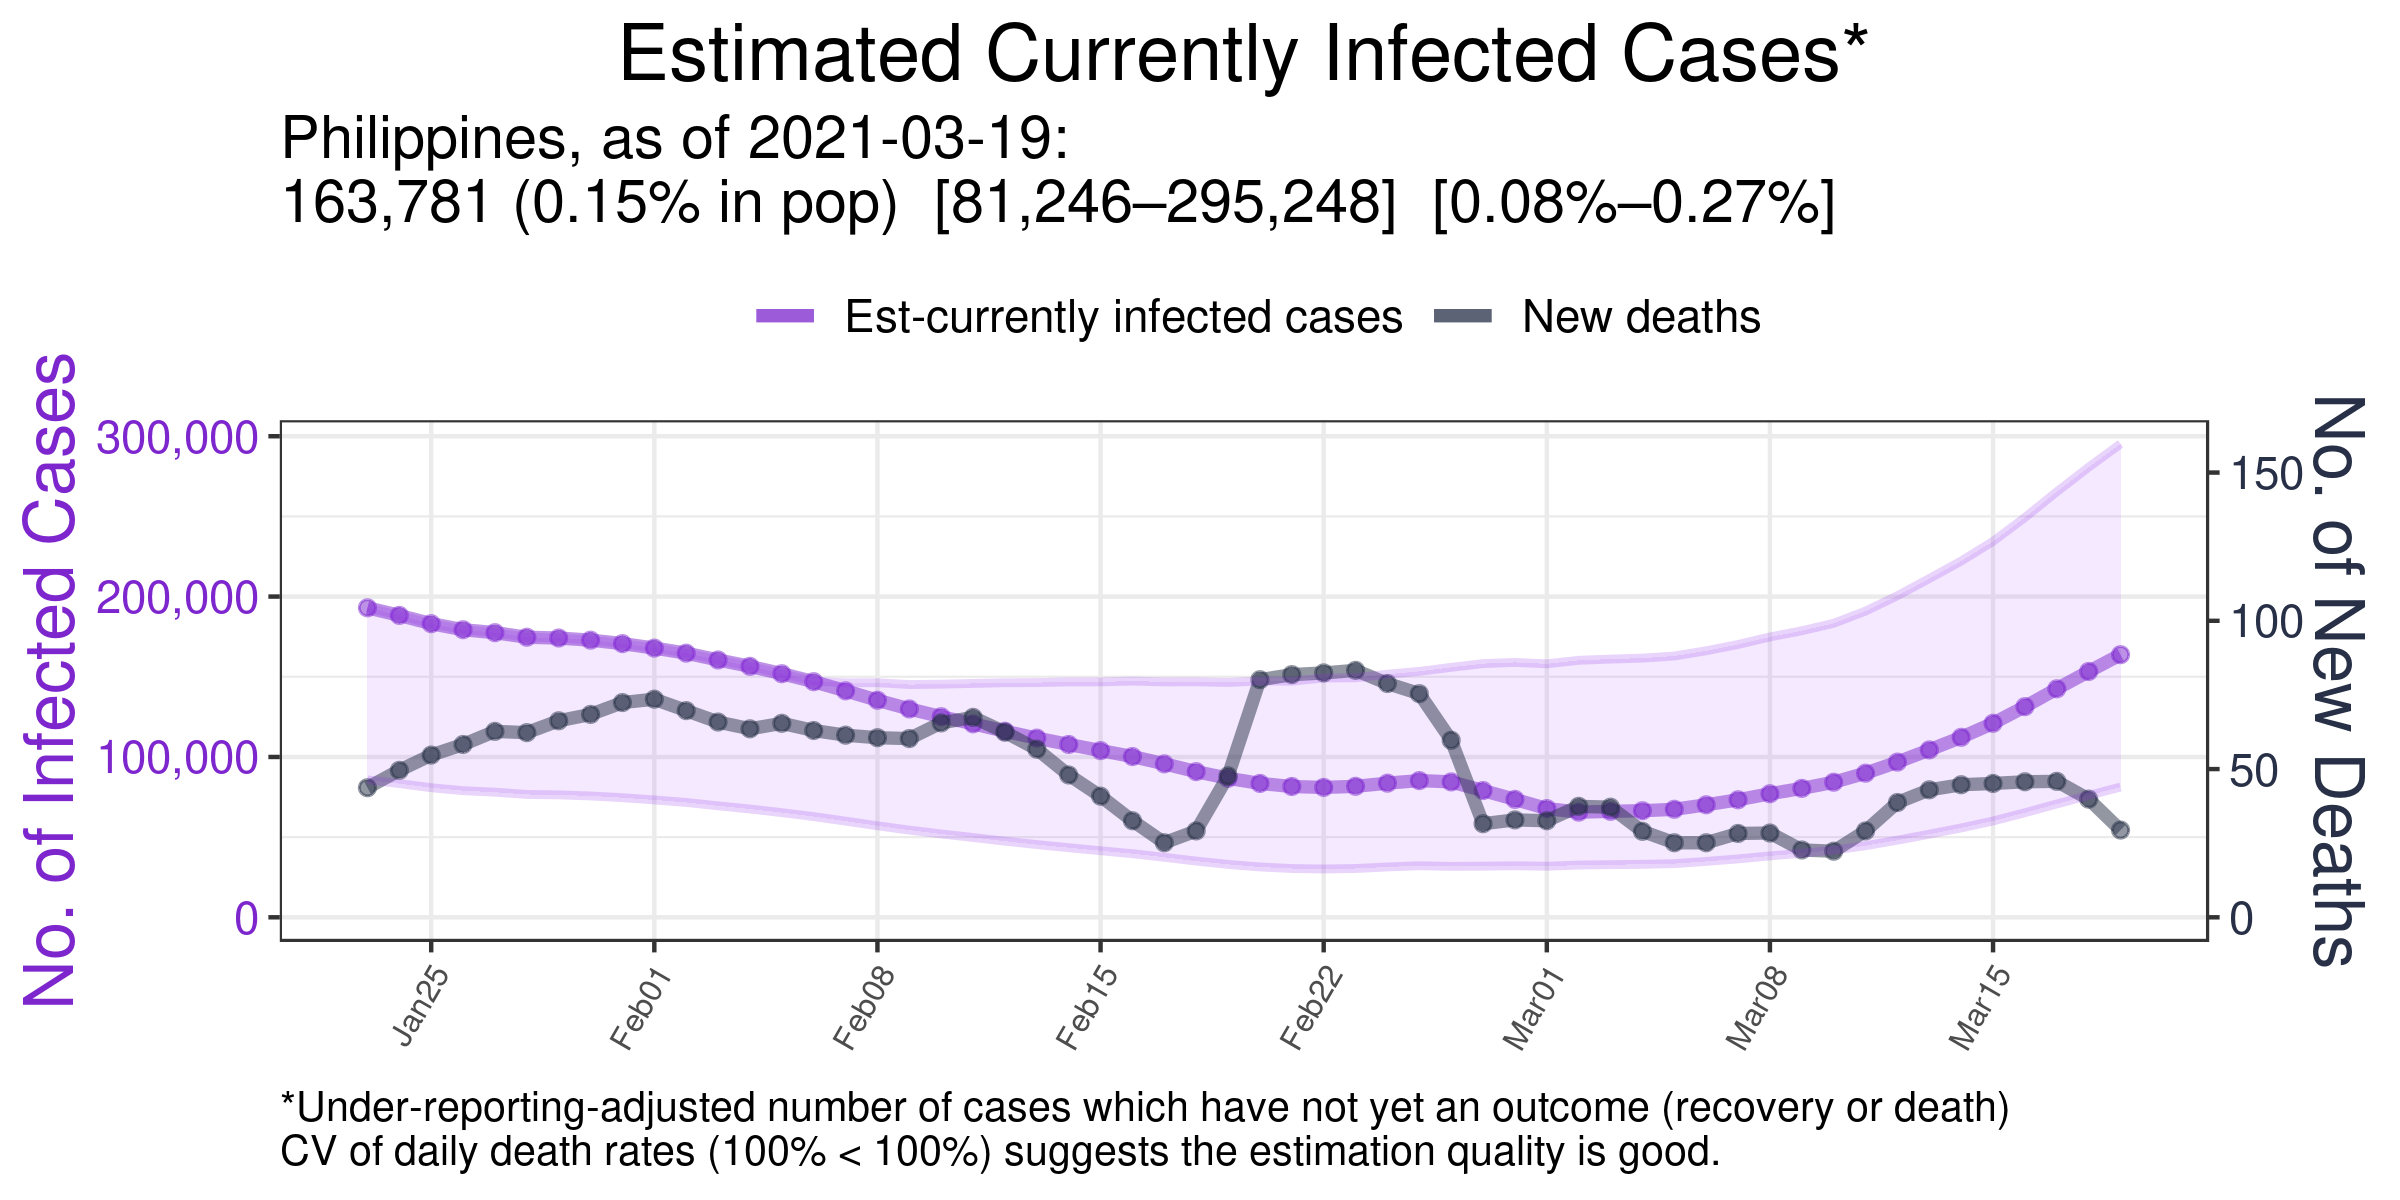 Estimated Currently Infected Cases*
Philippines, as of 2021-03-19:
163,781 (0.15% in pop) [81,246–295,248] [0.08%–0.27%]
Est-currently infected cases New deaths
No. of Infected Cases
300,000
200,000
100,000
0
150
100
50
0
No. of New Deaths
Jan25 Feb01 Feb08 Feb15 Feb22 Mar01 Mar08 Mar15
*Under-reporting-adjusted number of cases which have not yet an outcome (recovery or death)
CV of daily death rates (100% < 100%) suggests the estimation quality is good.